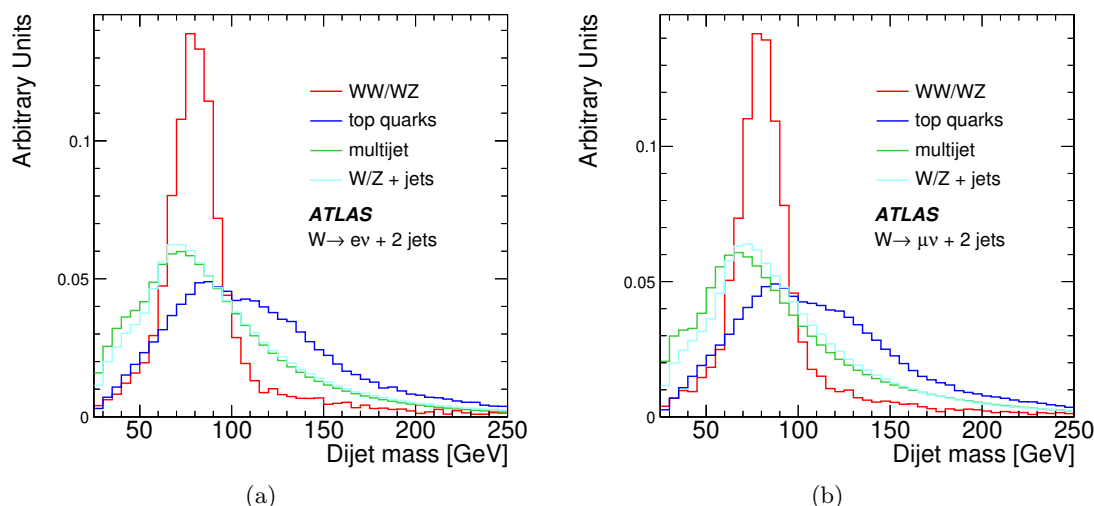 Arbitrary Units
0.1
0.05
0
WW/WZ
top quarks
multijet
W/Z + jets
ATLAS
W→ eν + 2 jets
50 100 150 200 250
Dijet mass [GeV]
(a)
Arbitrary Units
0.1
0.05
0
WW/WZ
top quarks
multijet
W/Z + jets
ATLAS
W→ μν + 2 jets
50 100 150 200 250
Dijet mass [GeV]
(b)